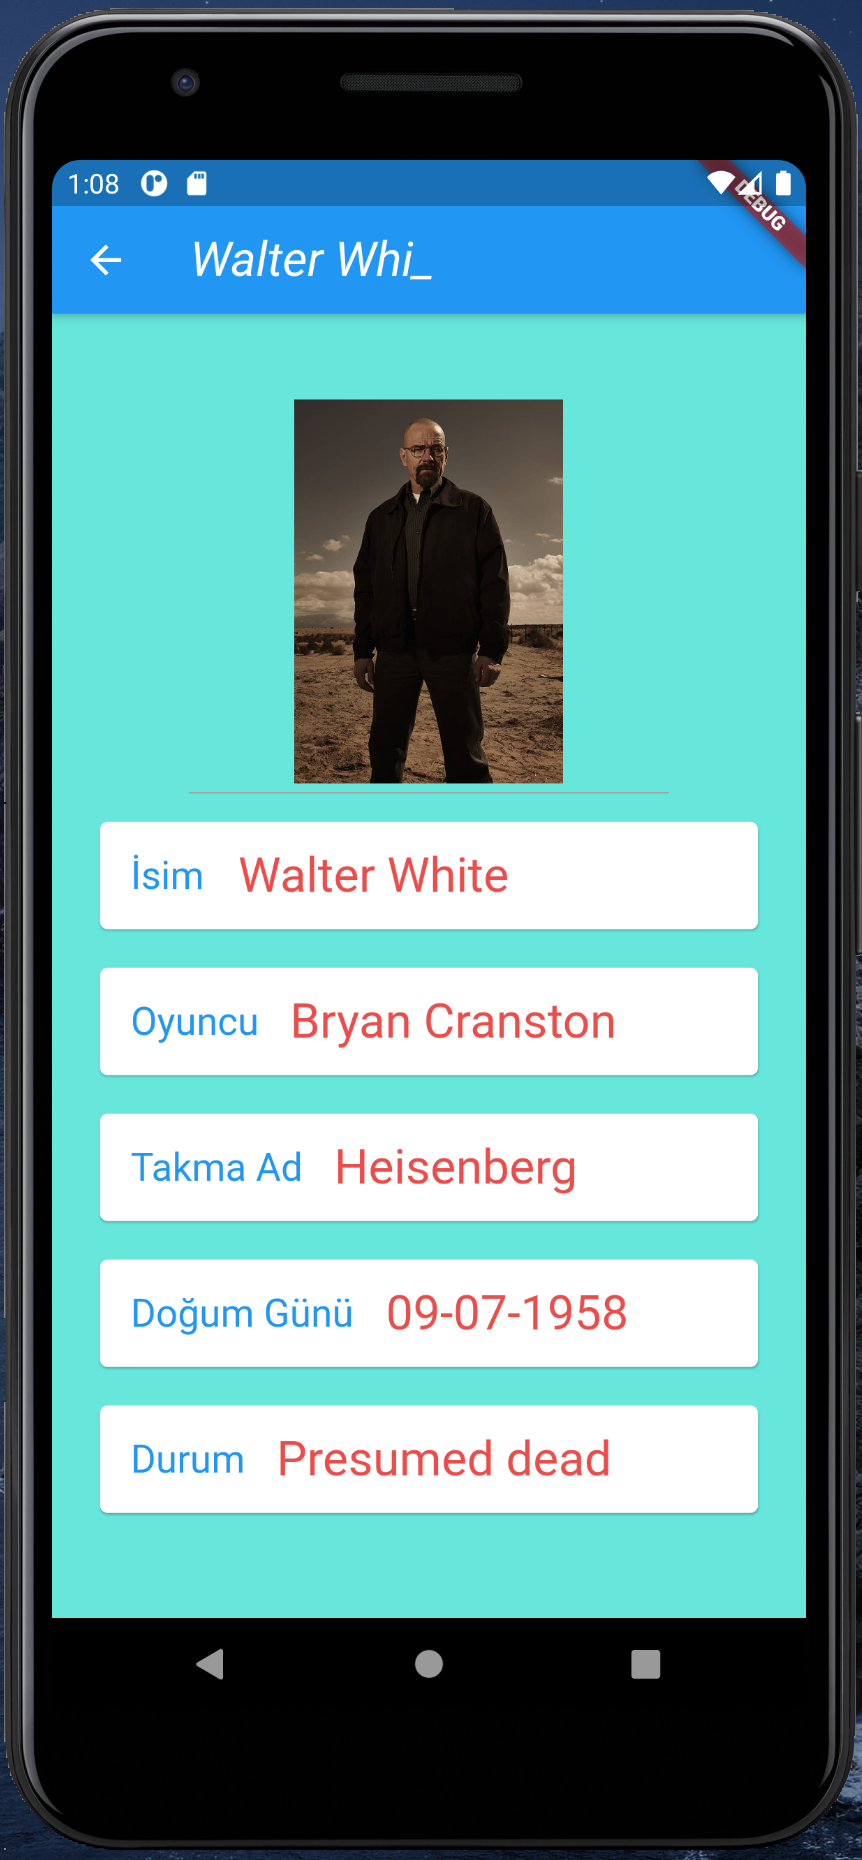 1:08
DEBUG
Walter Whi_
İsim Walter White
Oyuncu Bryan Cranston
Takma Ad Heisenberg
Doğum Günü 09-07-1958
Durum Presumed dead